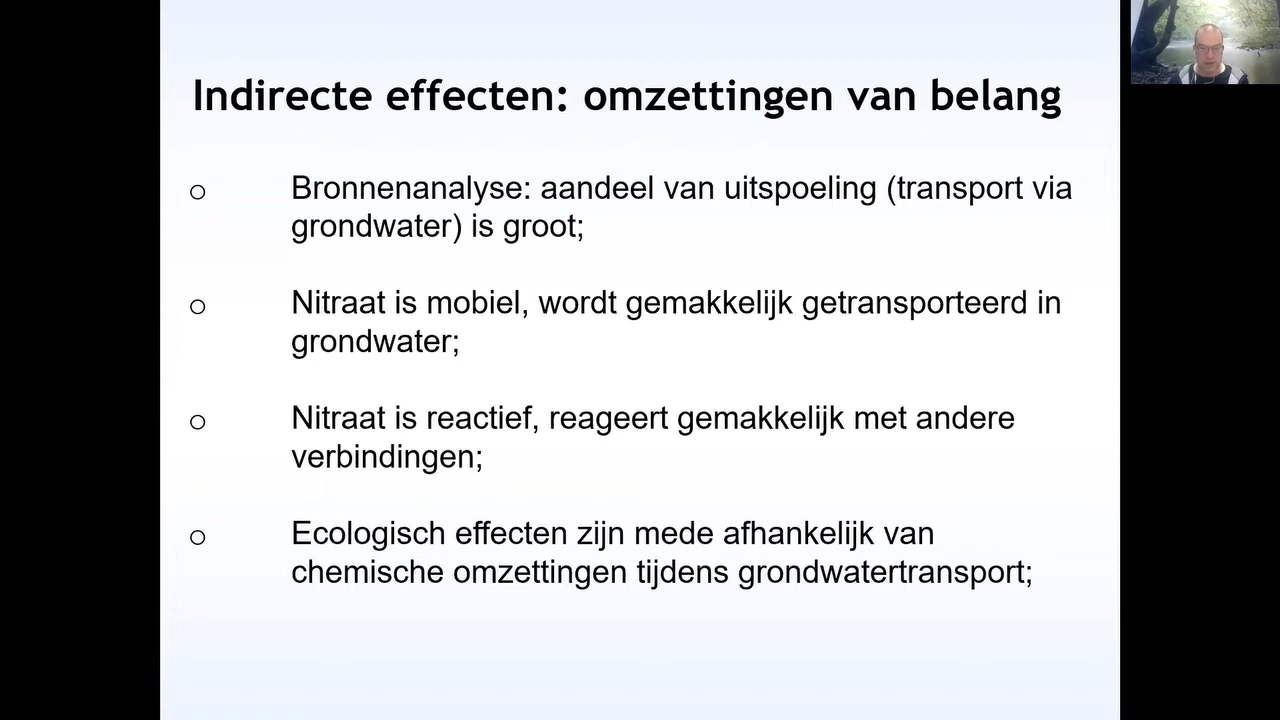 Indirecte effecten: omzettingen van belang
Bronnenanalyse: aandeel van uitspoeling (transport via
grondwater) is groot;
Nitraat is mobiel, wordt gemakkelijk getransporteerd in
grondwater;
Nitraat is reactief, reageert gemakkelijk met andere
verbindingen;
Ecologisch effecten zijn mede afhankelijk van
chemische omzettingen tijdens grondwatertransport;